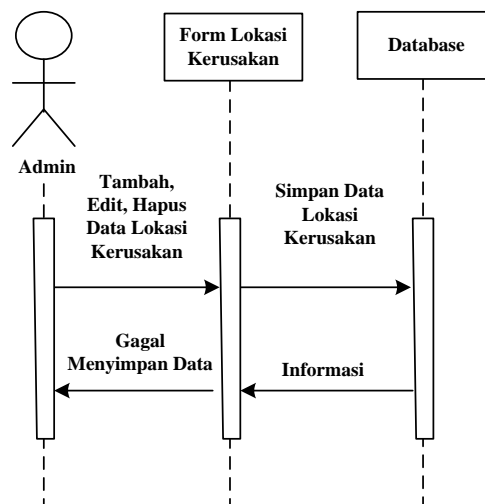 Form Lokasi
Kerusakan
Database
Admin
Tambah,
Edit, Hapus
Data Lokasi
Kerusakan
Simpan Data
Lokasi
Kerusakan
Gagal
Menyimpan Data
Informasi